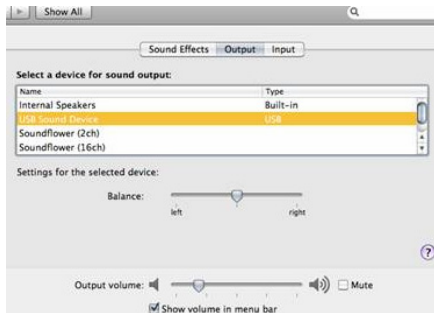 Show All
Sound Effects Output Input
Select a device for sound output:
Name Type
Internal Speakers Built-in
USB Sound Device USB
Soundflower (2ch)
Soundflower (16ch)
Settings for the selected device:
Balance:
left right
?
Output volume: Mute
Show volume in menu bar